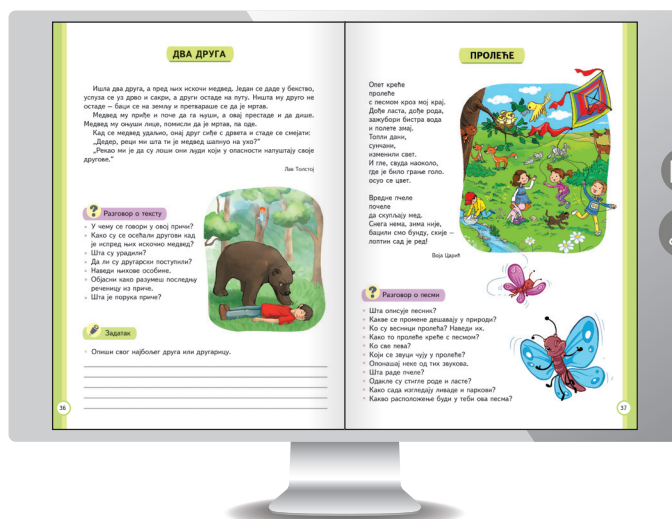 ДВА ДРУГА
Ишла два друга, а пред њих искочи медвед. Један се даде у бекство,
успуза се уз дрво и сакри, а други остаде на путу. Ништа му друго не
остаде – баци се на земљу и претвараше се да је мртав.
Медвед му приђе и поче да га њуши, а овај престаде и да дише.
Медвед му оњуши лице, помисли да је мртав, па оде.
Кад се медвед удаљио, онај друг сиђе с дрвета и стаде се смејати:
„Дедер, реци ми шта ти је медвед шапнуо на ухо?”
„Рекао ми је да су лоши они људи који у опасности напуштају своје
другове.”
Лав Толстој
? Разговор о тексту
У чему се говори у овој причи?
Како су се осећали другови кад
је испред њих искочио медвед?
Шта су урадили?
Да ли су другарски поступили?
Наведи њихове особине.
Објасни како разумеш последњу
реченицу из приче.
Шта је порука приче?
Задатак
Опиши свог најбољег друга или другарицу.
36
ПРОЛЕЋЕ
Опет креће
пролеће
с песмом кроз мој крај.
Дође ласта, дође рода,
зажубори бистра вода
и полете змај.
Топли дани,
сунчани,
изменили свет.
И гле, свуда наоколо,
где је било грање голо,
осуо се цвет.
Вредне пчеле
почеле
да скупљају мед.
Снега нема, зима није,
бацили смо бунду, скије –
лоптин сад је ред!
Воја Царић
? Разговор о песми
Шта описује песник?
Какве се промене дешавају у природи?
Ко су весници пролећа? Наведи их.
Како то пролеће креће с песмом?
Ко све пева?
Који се звуци чују у пролеће?
Опонашај неке од тих звукова.
Шта раде пчеле?
Одакле су стигле роде и ласте?
Како сада изгледају ливаде и паркови?
Какво расположење буди у теби ова песма?
37